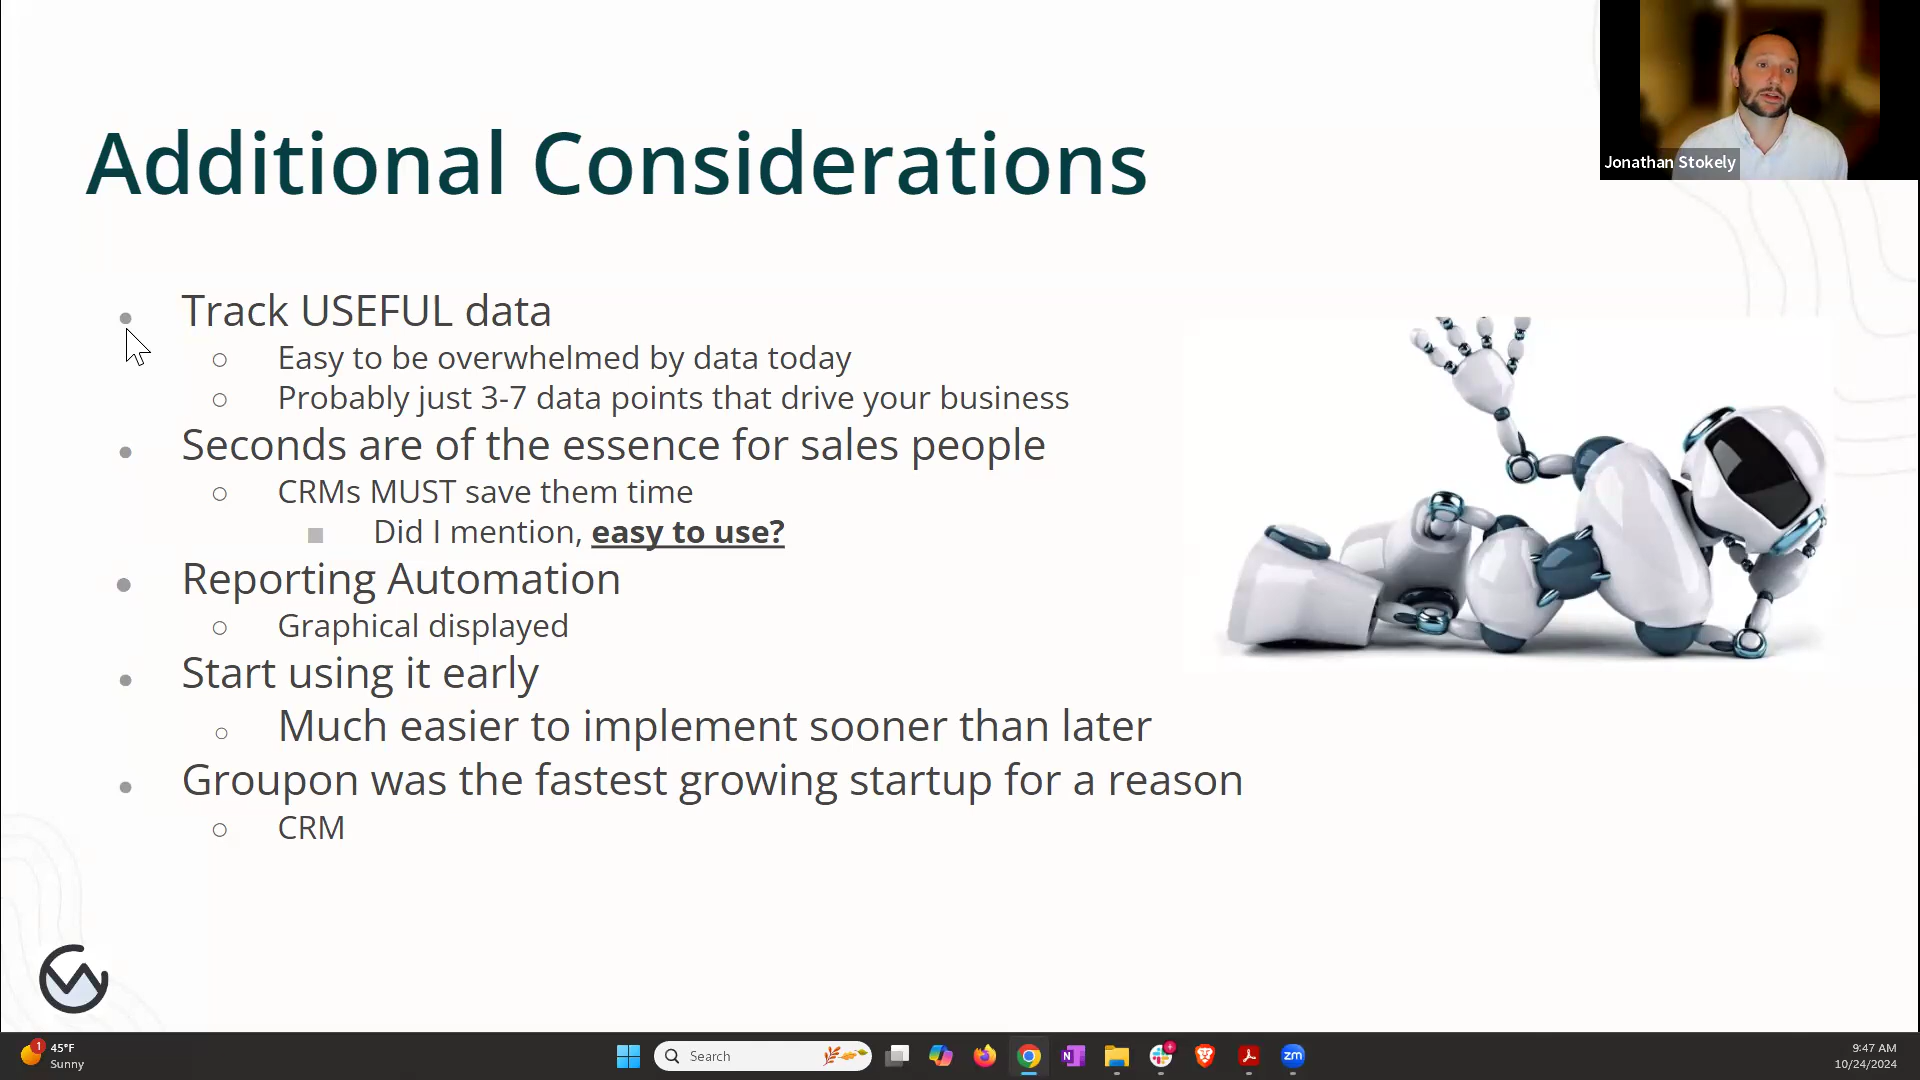 Jonathan Stokely
Additional Considerations
Track USEFUL data
Easy to be overwhelmed by data today
Probably just 3-7 data points that drive your business
Seconds are of the essence for sales people
CRMs MUST save them time
Did I mention, easy to use?
Reporting Automation
Graphical displayed
Start using it early
Much easier to implement sooner than later
Groupon was the fastest growing startup for a reason
CRM
1
45°F
Sunny
Search
N
zm
9:47 AM
10/24/2024